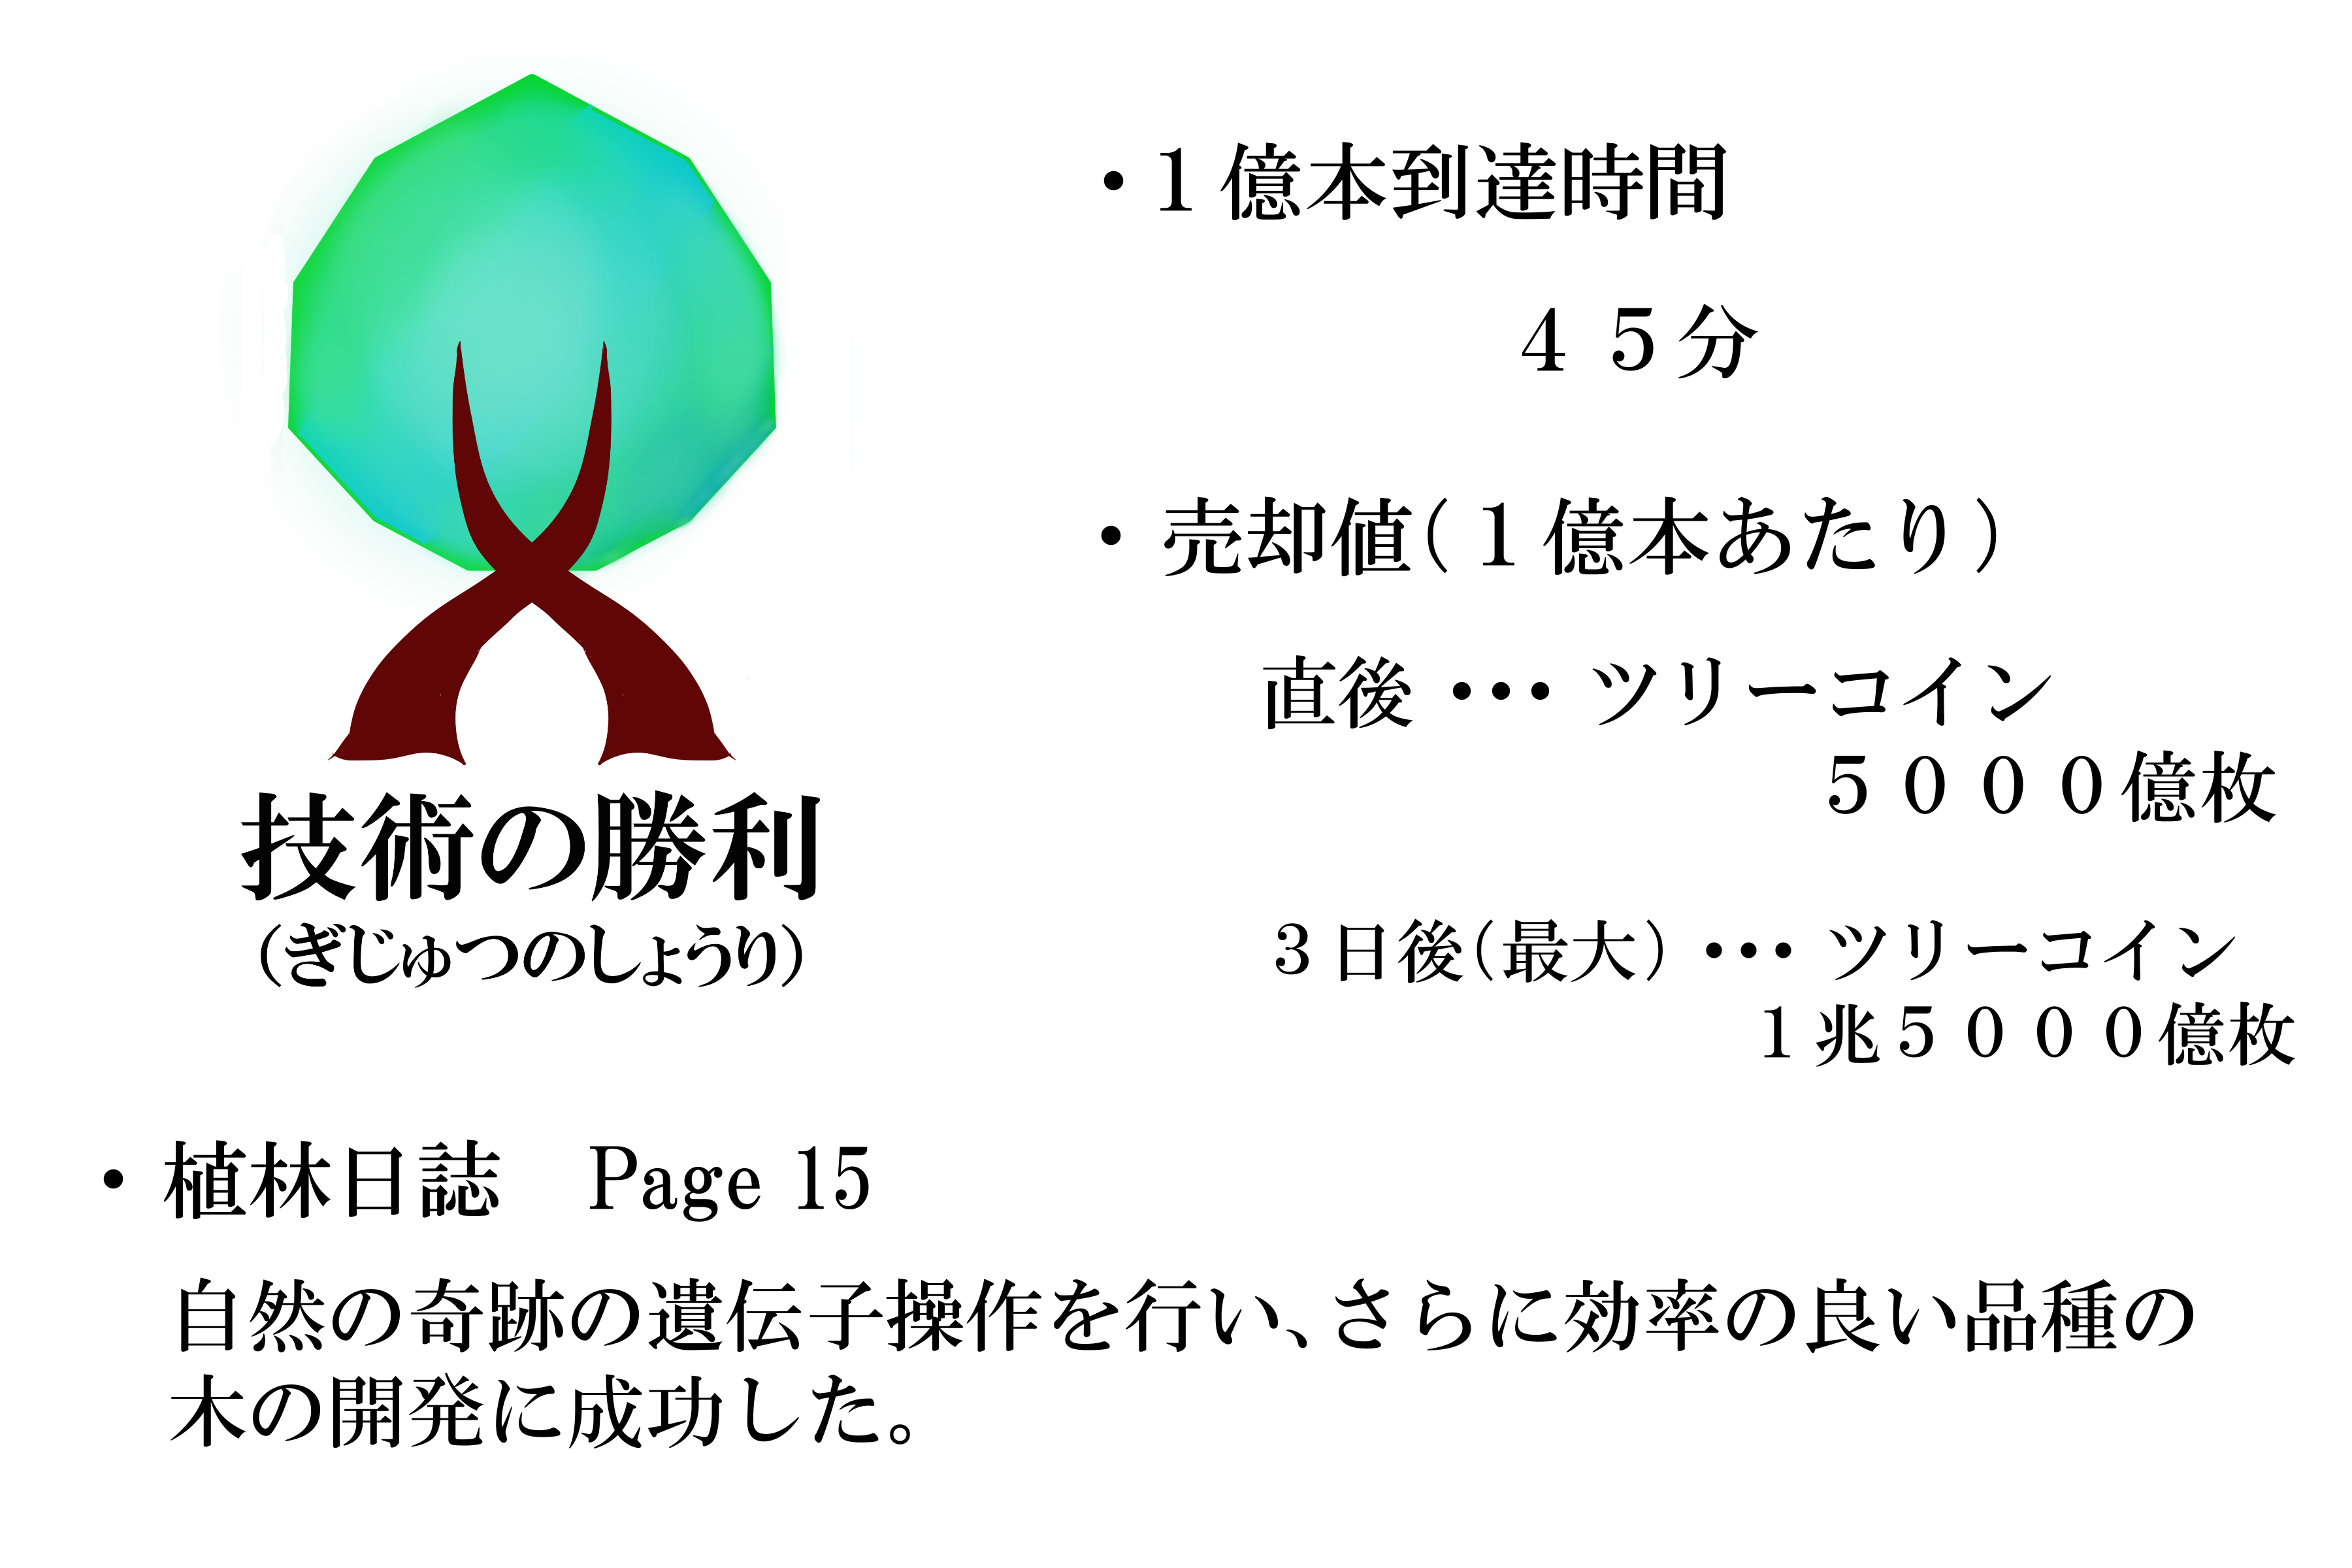 技術の勝利
（ぎじゅつのしょうり）
・１億本到達時間
４５分
・売却値（１億本あたり）
直後・・・ツリーコイン
５０００億枚
３日後（最大）・・・ツリーコイン
１兆５０００億枚
・植林日誌　Page 15
自然の奇跡の遺伝子操作を行い、さらに効率の良い品種の
木の開発に成功した。